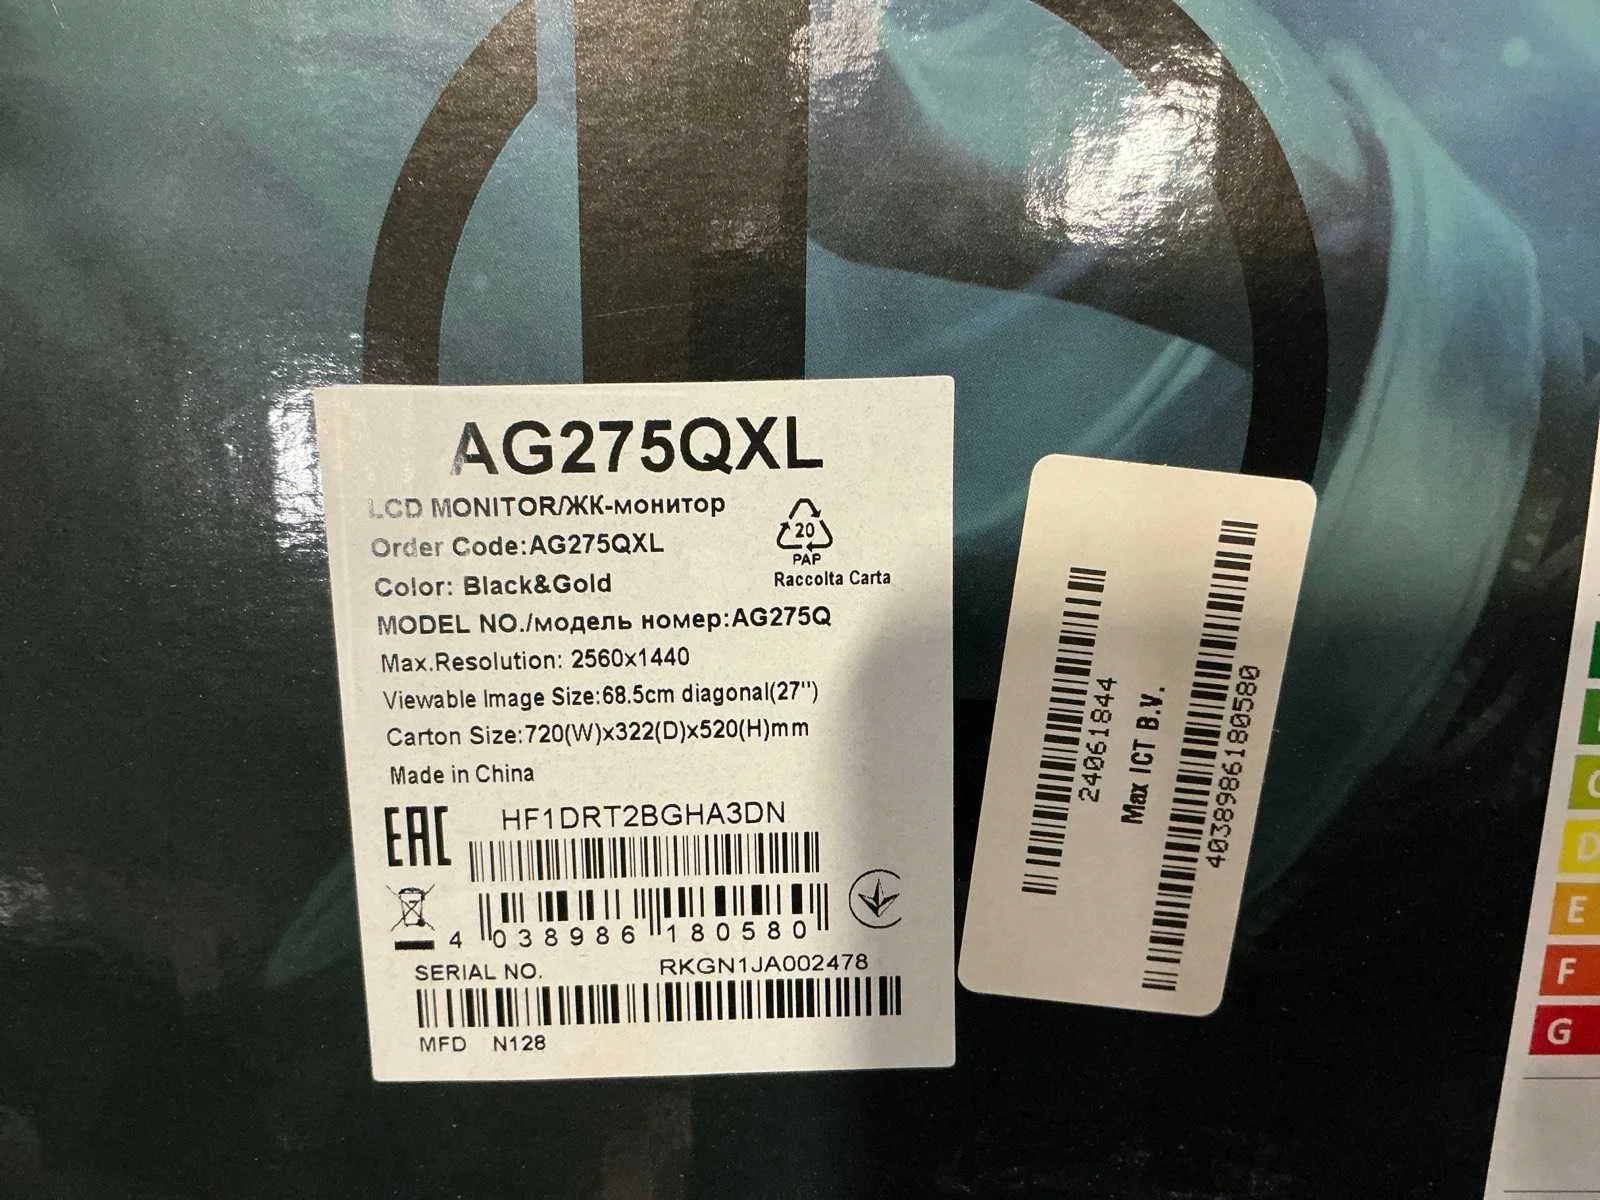 AG275QXL
LCD MONITOR/ЖК-монитор
Order Code:AG275QXL
Color: Black&Gold
20
PAP
Raccolta Carta
MODEL NO./модель номер:AG275Q
Max.Resolution: 2560x1440
Viewable Image Size:68.5cm diagonal(27")
Carton Size:720(W)x322(D)x520(H)mm
Made in China
EAC
HF1DRT2BGHA3DN
4 038986 180580
SERIAL NO. RKGN1JA002478
MFD N128
24061844
Max ICT B.V.
4038986180580
D
E
F
G